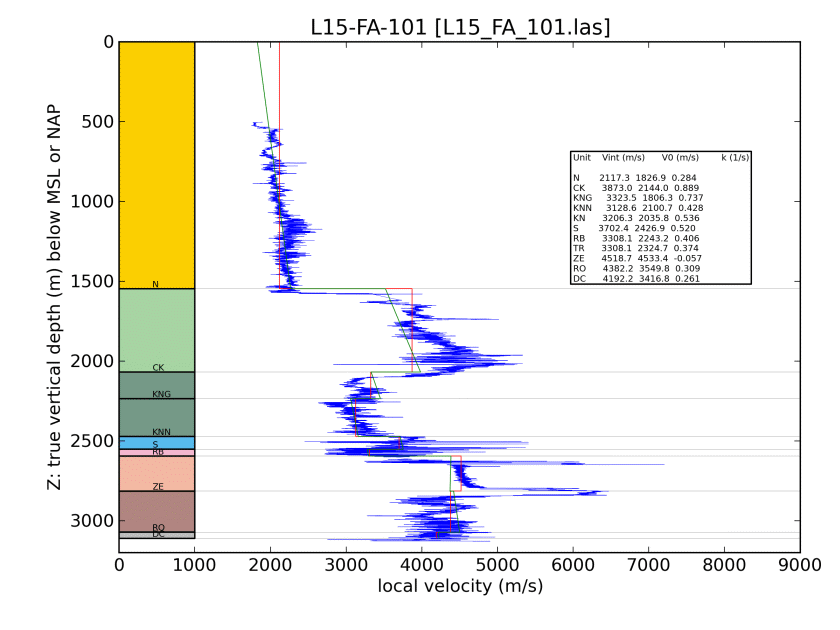 L15-FA-101 [L15_FA_101.las]
0
500
1000
1500
2000
2500
3000
Z: true vertical depth (m) below MSL or NAP
Unit Vint (m/s) V0 (m/s) k (1/s)
N 2117.3 1826.9 0.284
CK 3873.0 2144.0 0.889
KNG 3323.5 1806.3 0.737
KNN 3128.6 2100.7 0.428
KN 3206.3 2035.8 0.536
S 3702.4 2426.9 0.520
RB 3308.1 2243.2 0.406
TR 3308.1 2324.7 0.374
ZE 4518.7 4533.4 -0.057
RO 4382.2 3549.8 0.309
DC 4192.2 3416.8 0.261
N
CK
KNG
KNN
S
RB
ZE
RO
DC
0 1000 2000 3000 4000 5000 6000 7000 8000 9000
local velocity (m/s)